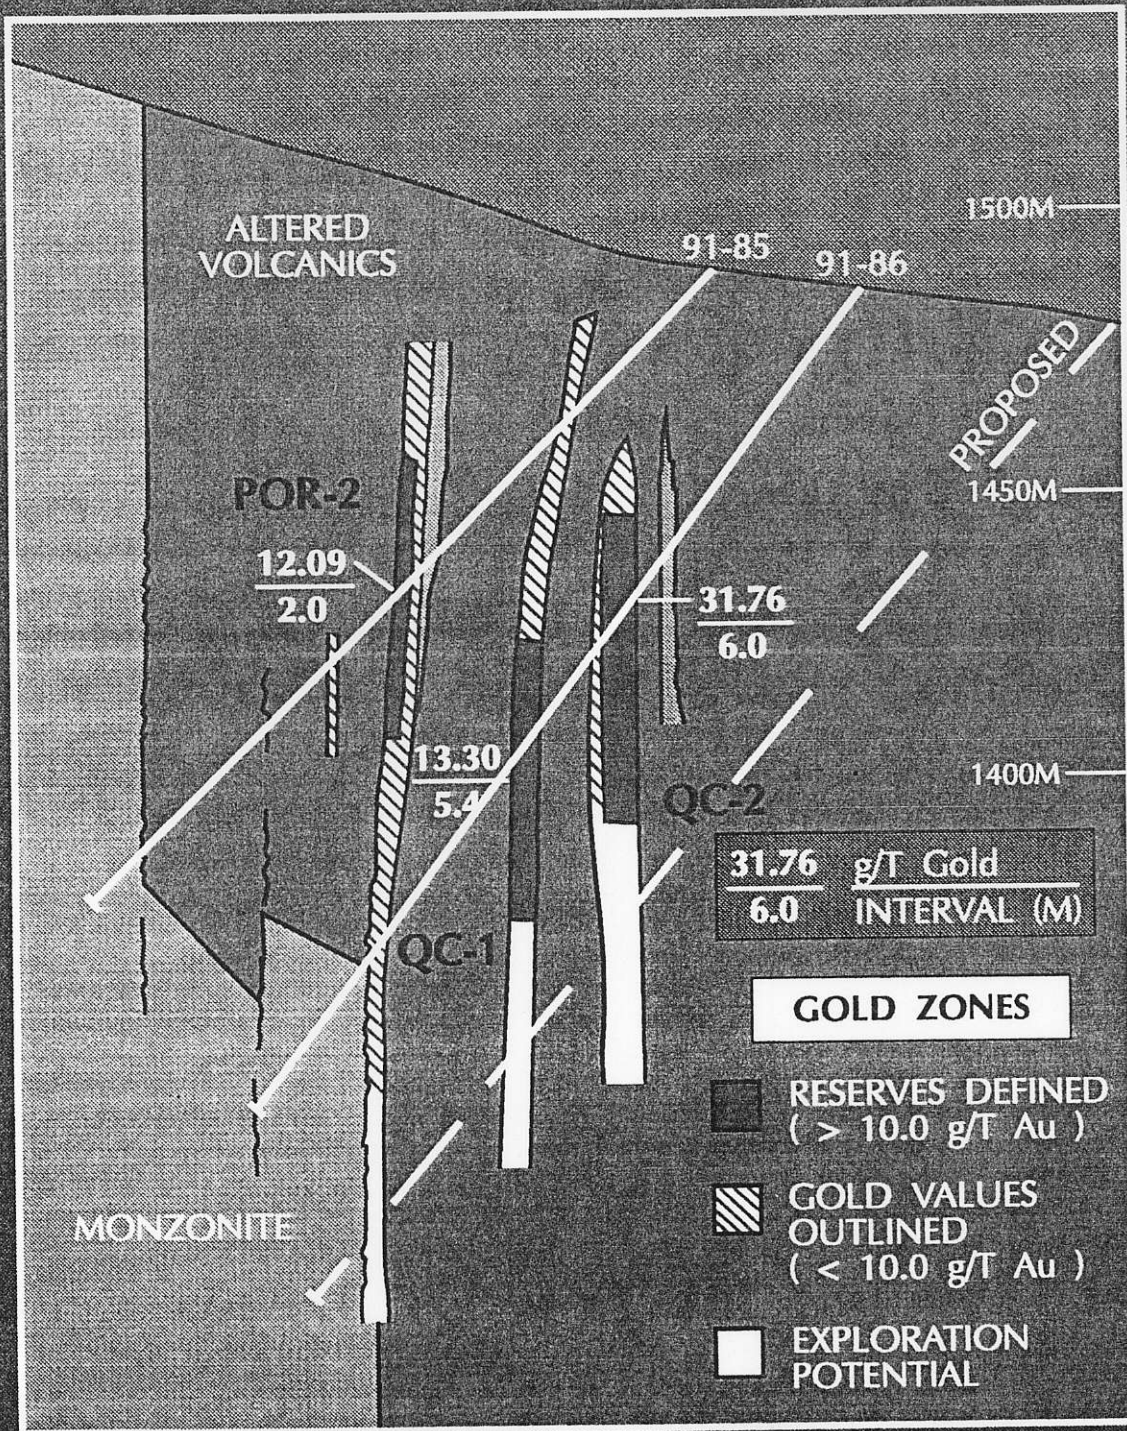 1500M
ALTERED
VOLCANICS
91-85
91-86
PROPOSED
1450M
POR-2
12.09
2.0
31.76
6.0
13.30
5.4
1400M
QC-2
31.76 g/T Gold
6.0 INTERVAL (M)
QC-1
GOLD ZONES
RESERVES DEFINED
( > 10.0 g/T Au )
GOLD VALUES
OUTLINED
( < 10.0 g/T Au )
MONZONITE
EXPLORATION
POTENTIAL